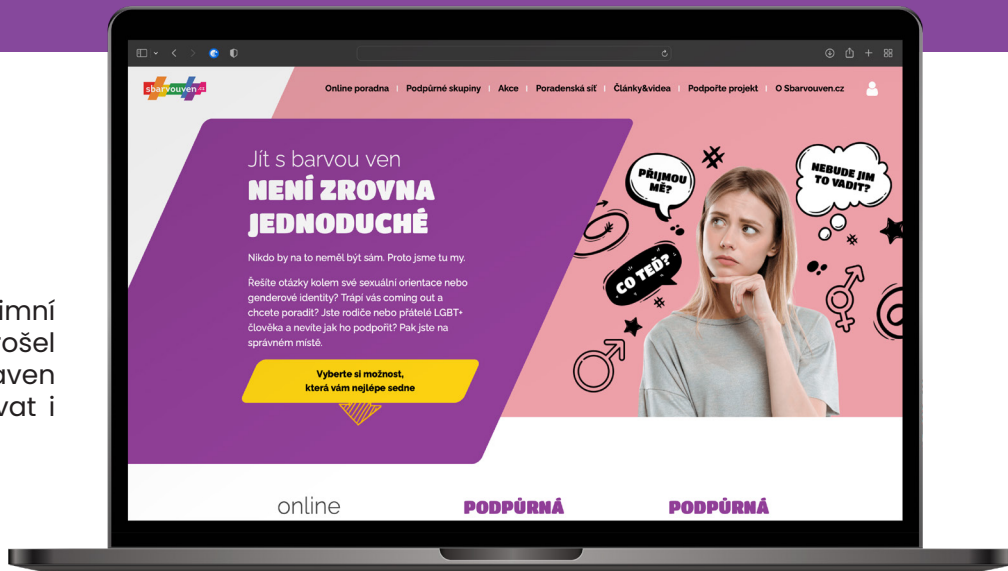 sbarvouven.cz
Online poradna | Podpůrné skupiny | Akce | Poradenská síť | Články&videa | Podpořte projekt | O Sbarvouven.cz
Jít s barvou ven
NENÍ ZROVNA
JEDNODUCHÉ
Nikdo by na to neměl být sám. Proto jsme tu my.
Řešíte otázky kolem své sexuální orientace nebo
genderové identity? Trápí vás coming out a
chcete poradit? Jste rodiče nebo přátelé LGBT+
člověka a nevíte jak ho podpořit? Pak jste na
správném místě.
Vyberte si možnost,
která vám nejlépe sedne
PŘIJMOU
MĚ?
NEBUDE JIM
TO VADIT?
CO TEĎ?
online
PODPŮRNÁ
PODPŮRNÁ
imní
ošel
aven
vat i